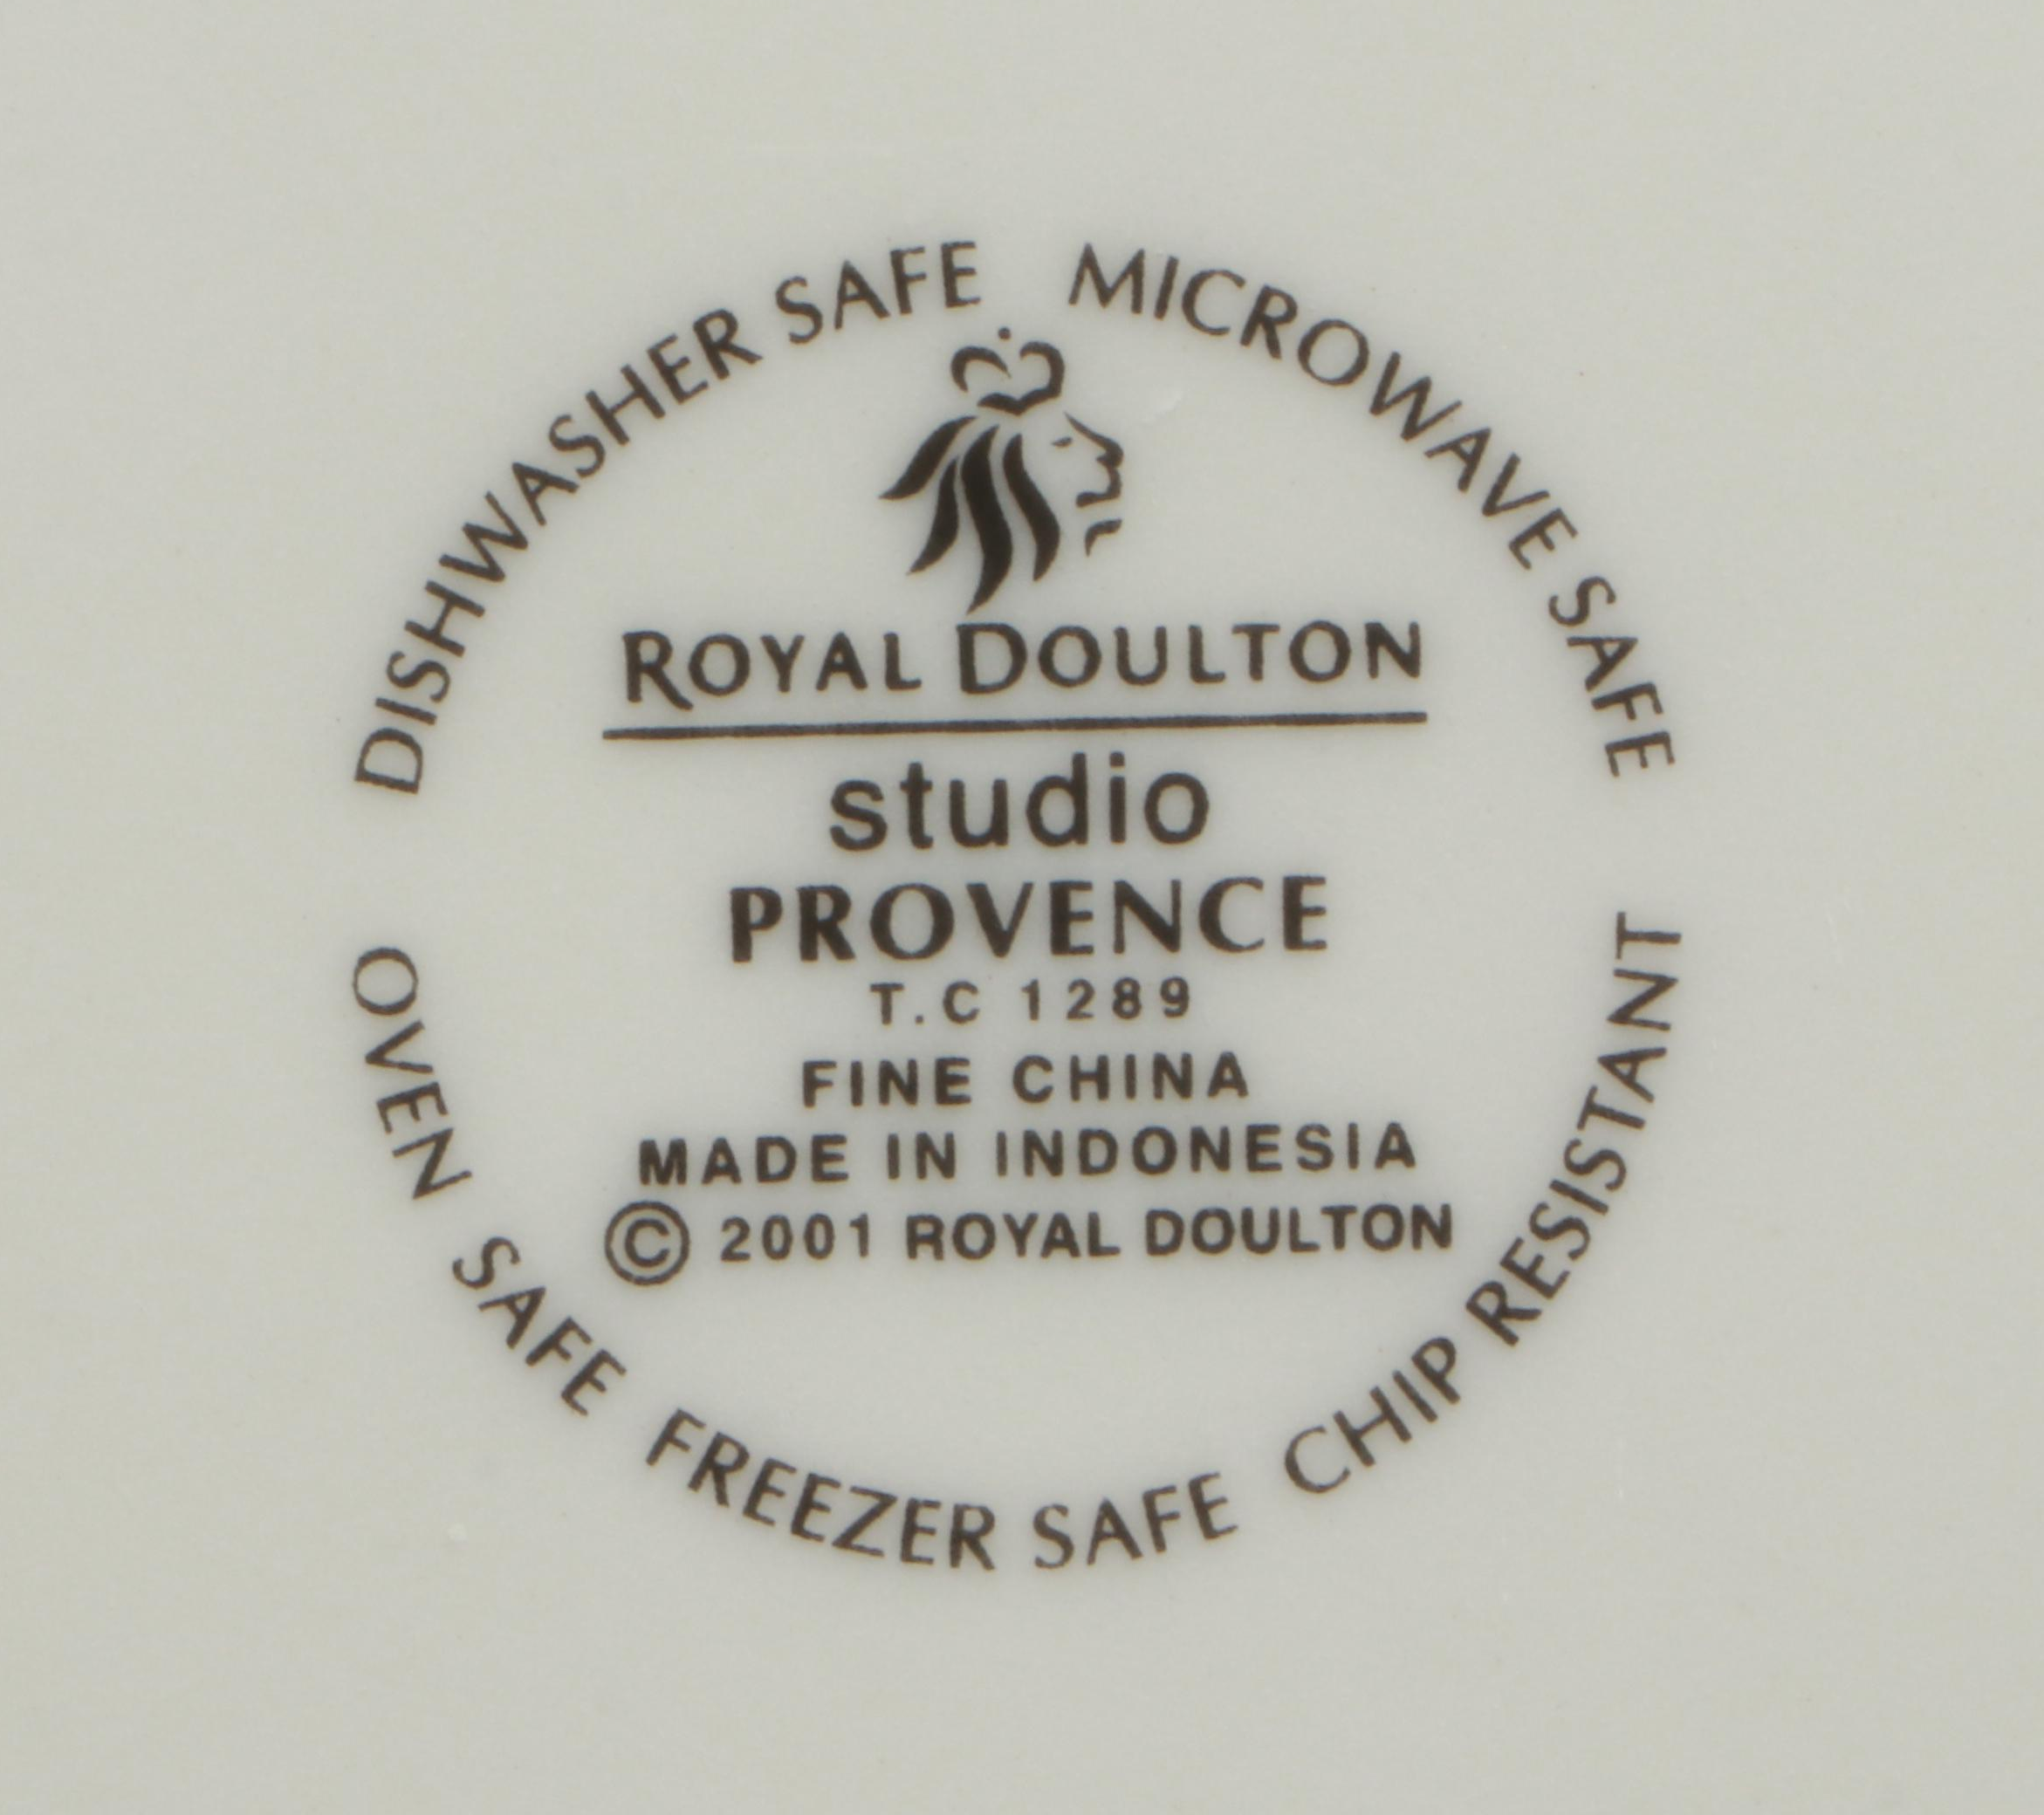 DISHWASHER SAFE MICROWAVE SAFE
ROYAL DOULTON
studio
PROVENCE
T.C 1289
FINE CHINA
MADE IN INDONESIA
© 2001 ROYAL DOULTON
OVEN SAFE FREEZER SAFE CHIP RESISTANT